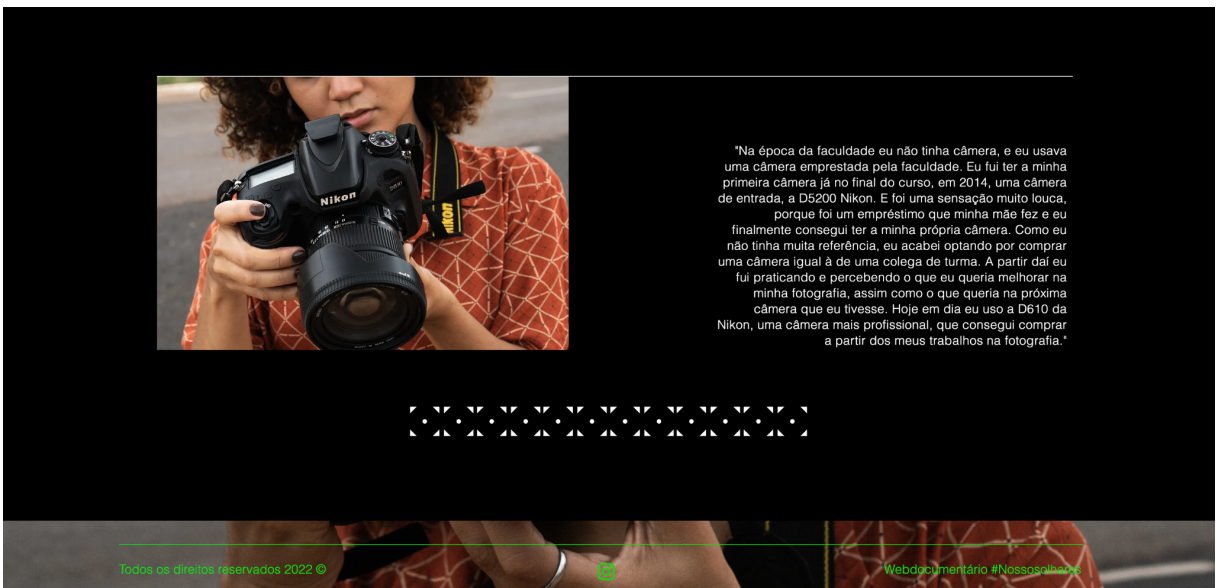 Nikon
D610
Nikon
"Na época da faculdade eu não tinha câmera, e eu usava
uma câmera emprestada pela faculdade. Eu fui ter a minha
primeira câmera já no final do curso, em 2014, uma câmera
de entrada, a D5200 Nikon. E foi uma sensação muito louca,
porque foi um empréstimo que minha mãe fez e eu
finalmente consegui ter a minha própria câmera. Como eu
não tinha muita referência, eu acabei optando por comprar
uma câmera igual à de uma colega de turma. A partir daí eu
fui praticando e percebendo o que eu queria melhorar na
minha fotografia, assim como o que queria na próxima
câmera que eu tivesse. Hoje em dia eu uso a D610 da
Nikon, uma câmera mais profissional, que consegui comprar
a partir dos meus trabalhos na fotografia."
Todos os direitos reservados 2022 ©
Webdocumentário #Nossosolhares